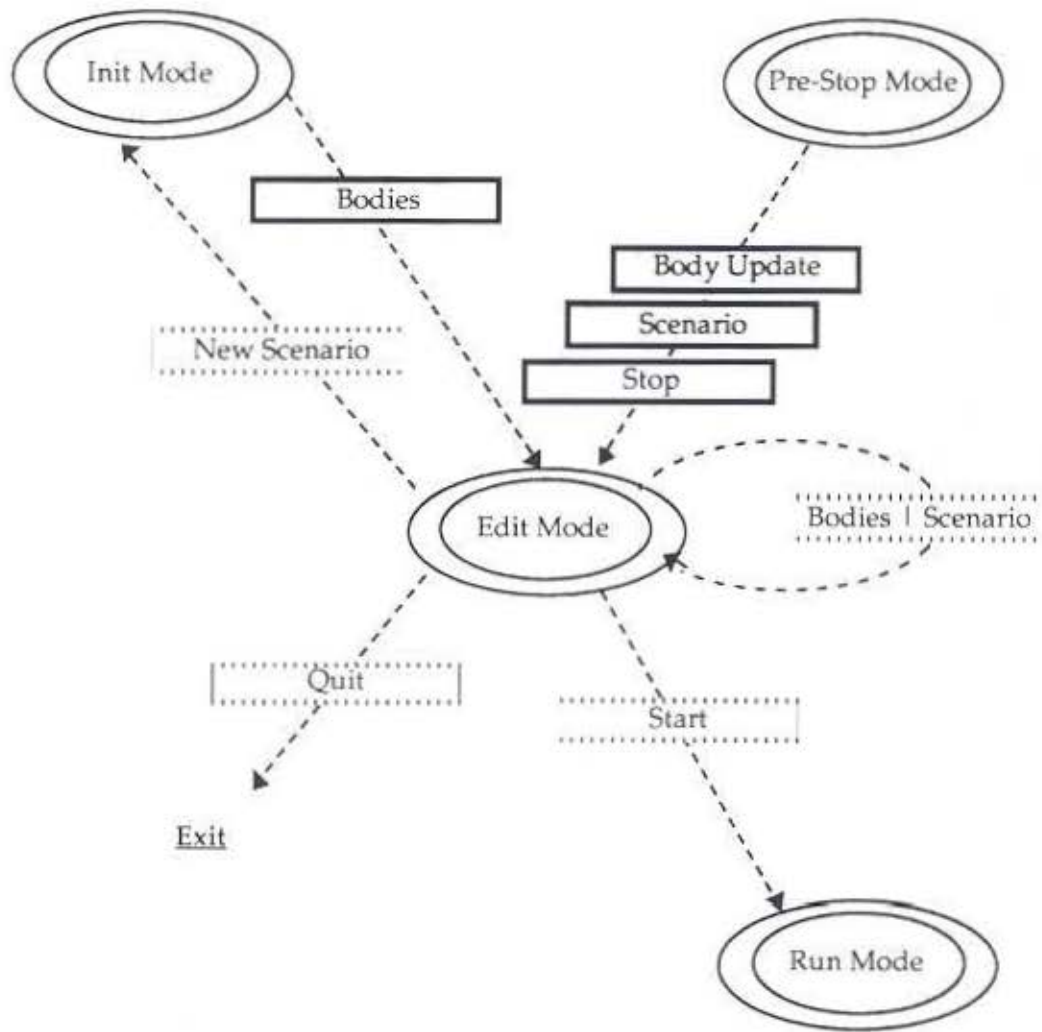 Init Mode
Pre-Stop Mode
Bodies
Body Update
New Scenario
Scenario
Stop
Edit Mode
Bodies | Scenario
Quit
Start
Exit
Run Mode